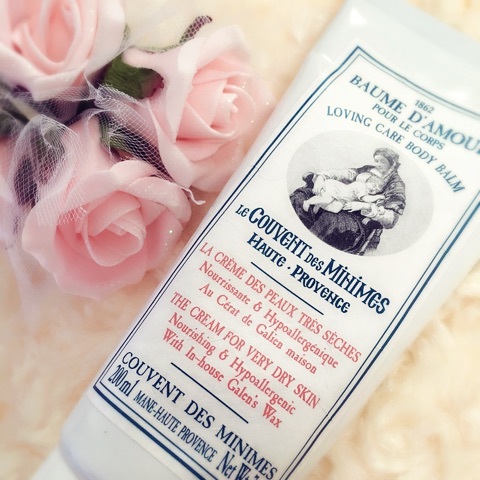 1862
BAUME D'AMOUR
POUR LE CORPS
LOVING CARE BODY BALM
LE COUVENT DES MINIMES
HAUTE · PROVENCE
LA CRÈME DES PEAUX TRÈS SÈCHES
Nourrissante & Hypoallergénique
Au Cérat de Galien maison
THE CREAM FOR VERY DRY SKIN
Nourishing & Hypoallergenic
With In-house Galen's Wax
COUVENT DES MINIMES
200ml MANE-HAUTE PROVENCE Net